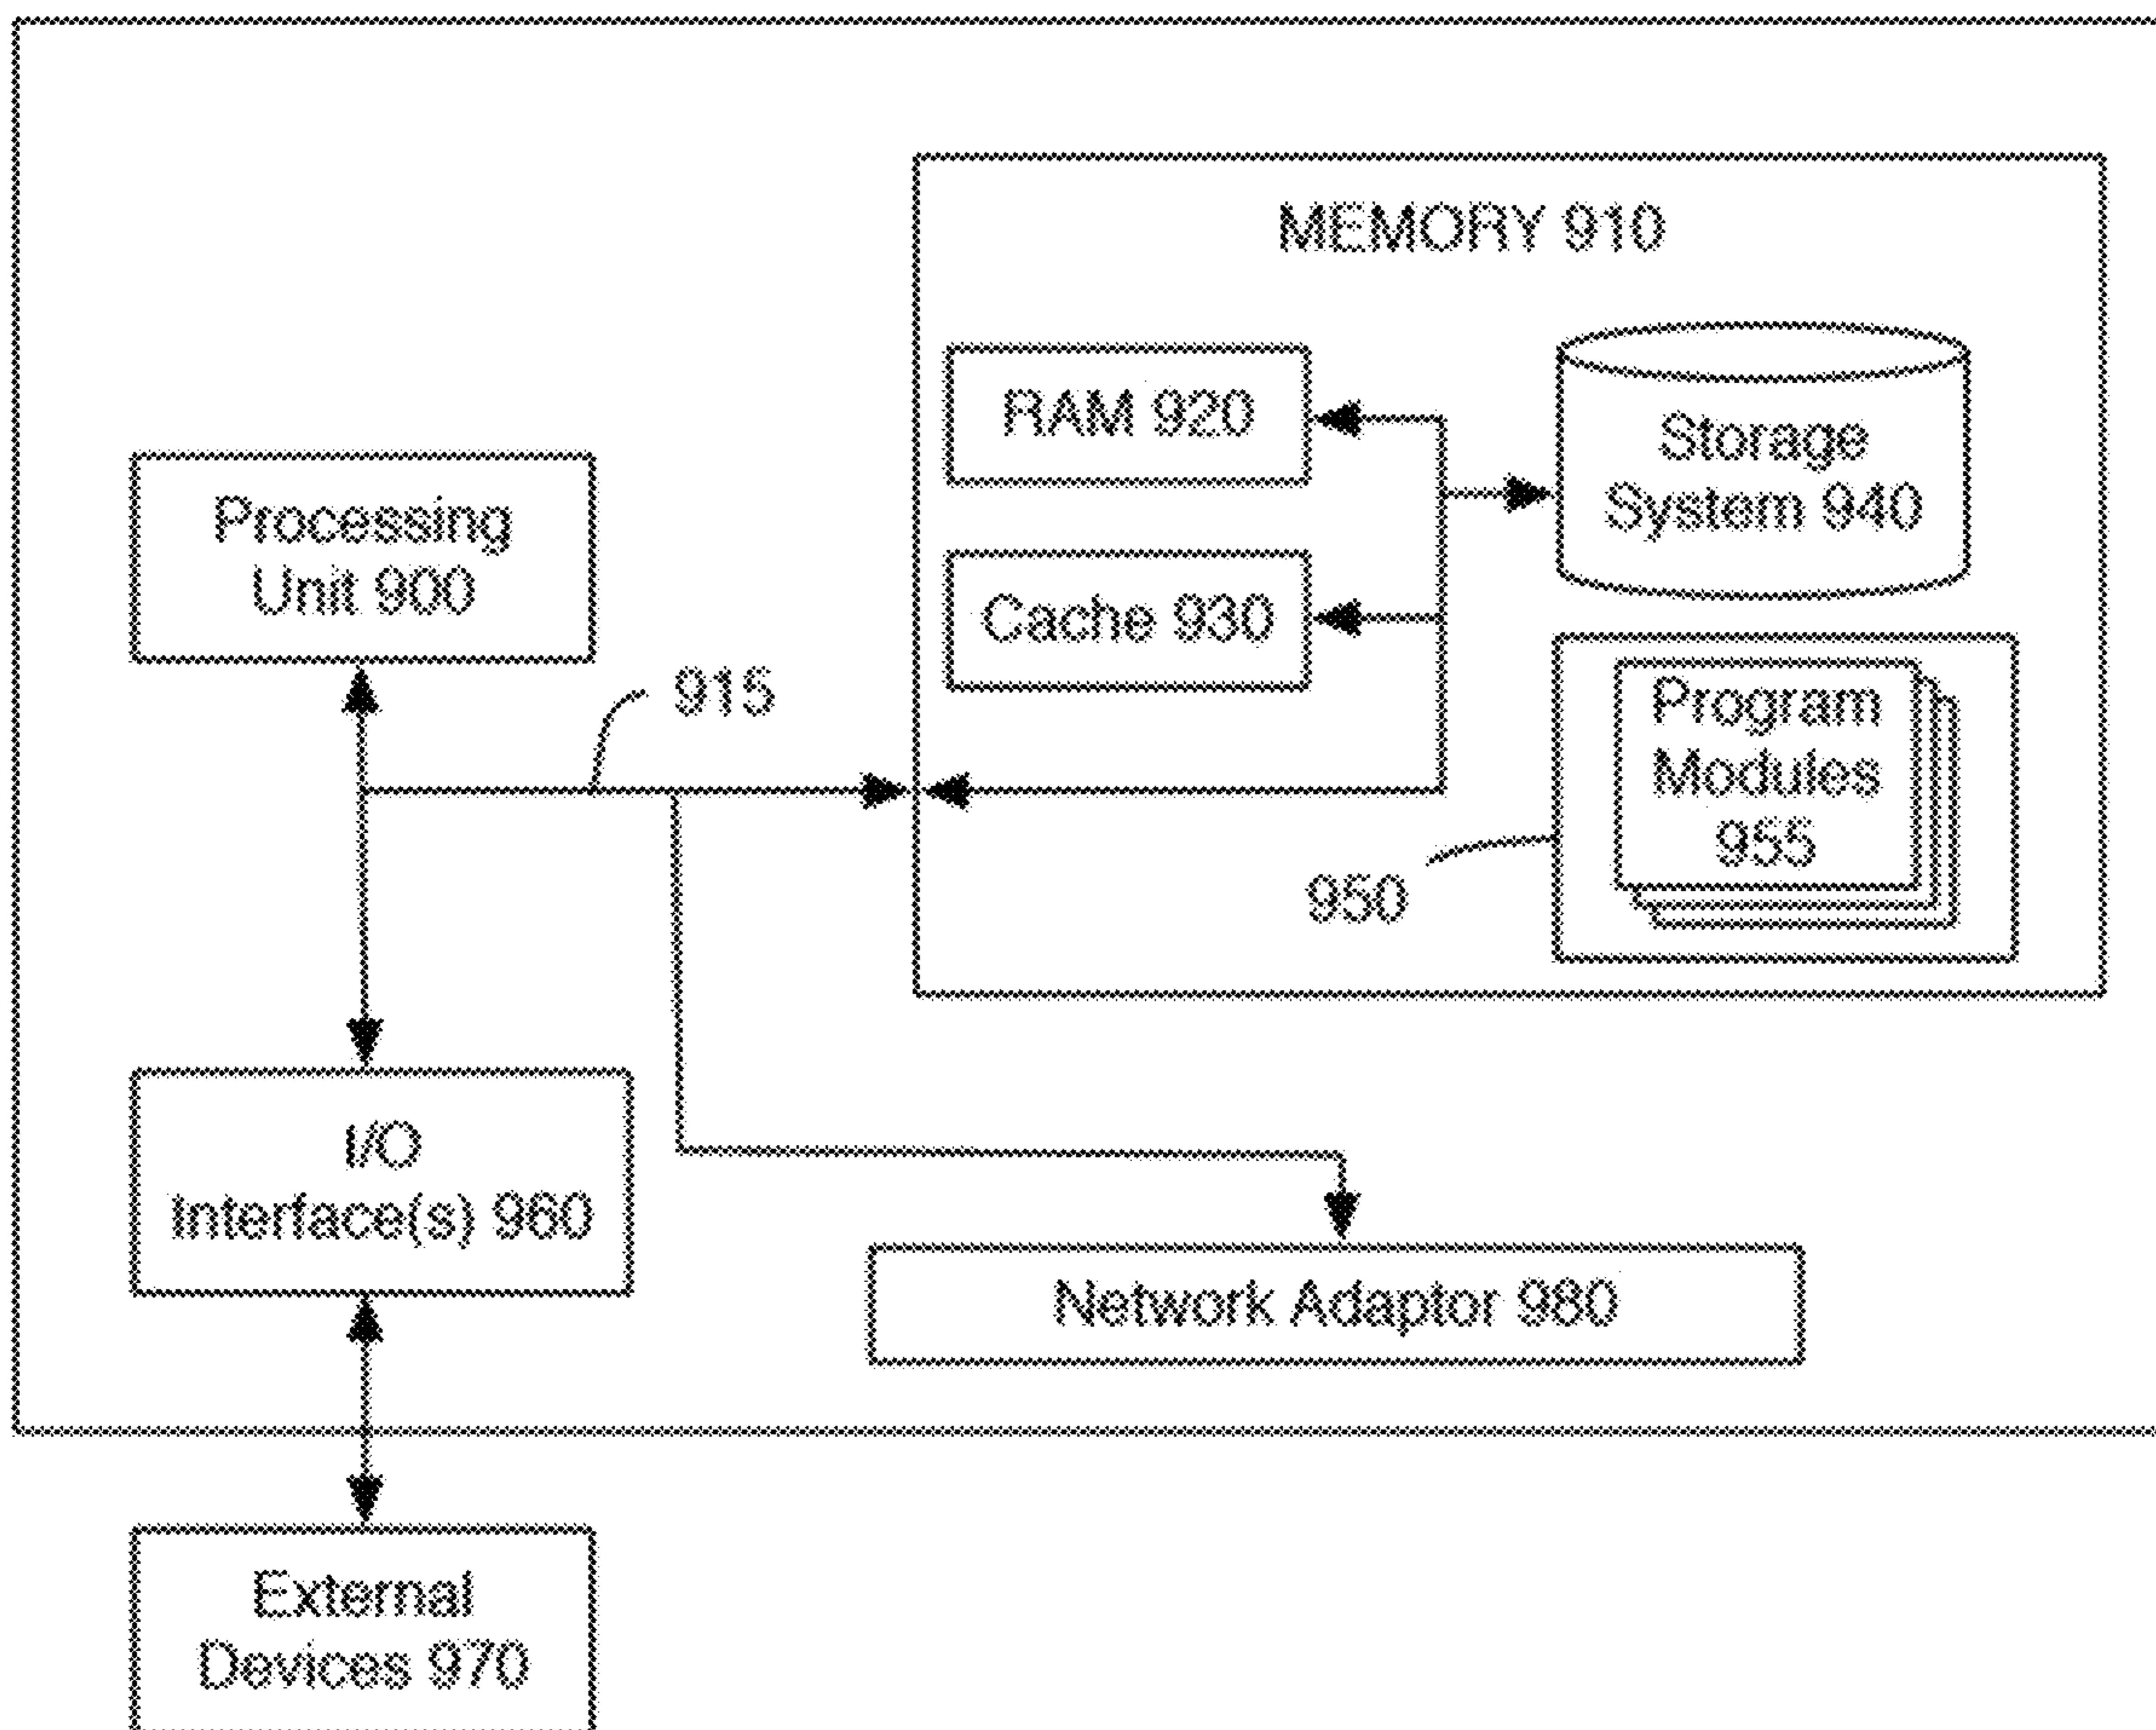 MEMORY 910
RAM 920
Storage
System 940
Processing
Unit 900
Cache 930
915
Program
Modules
955
950
I/O
Interface(s) 960
Network Adaptor 980
External
Devices 970